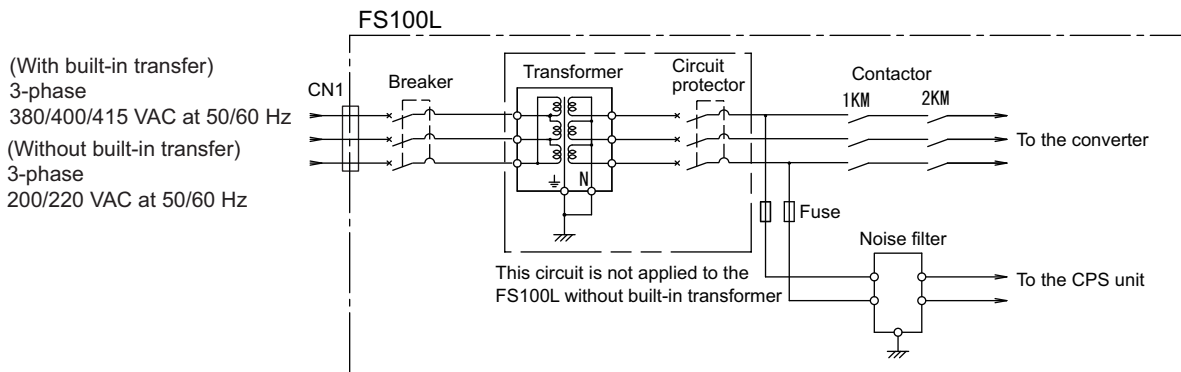 FS100L
(With built-in transfer)
3-phase
380/400/415 VAC at 50/60 Hz
(Without built-in transfer)
3-phase
200/220 VAC at 50/60 Hz
CN1
Breaker
Transformer
N
Circuit
protector
Contactor
1KM
2KM
To the converter
Fuse
This circuit is not applied to the
FS100L without built-in transformer
Noise filter
To the CPS unit